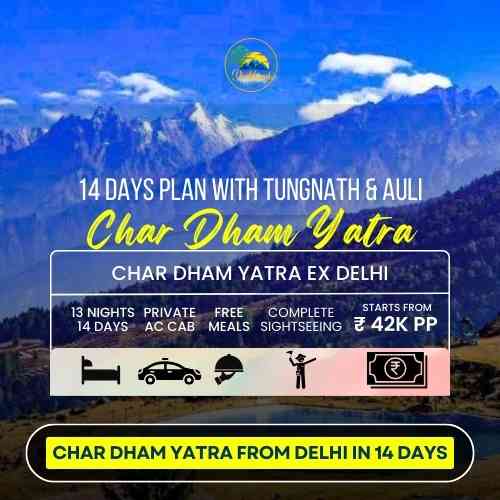 14 DAYS PLAN WITH TUNGNATH & AULI
Char Dham Yatra
CHAR DHAM YATRA EX DELHI
13 NIGHTS
14 DAYS
PRIVATE
AC CAB
FREE
MEALS
COMPLETE
SIGHTSEEING
STARTS FROM
₹ 42K PP
₹
CHAR DHAM YATRA FROM DELHI IN 14 DAYS